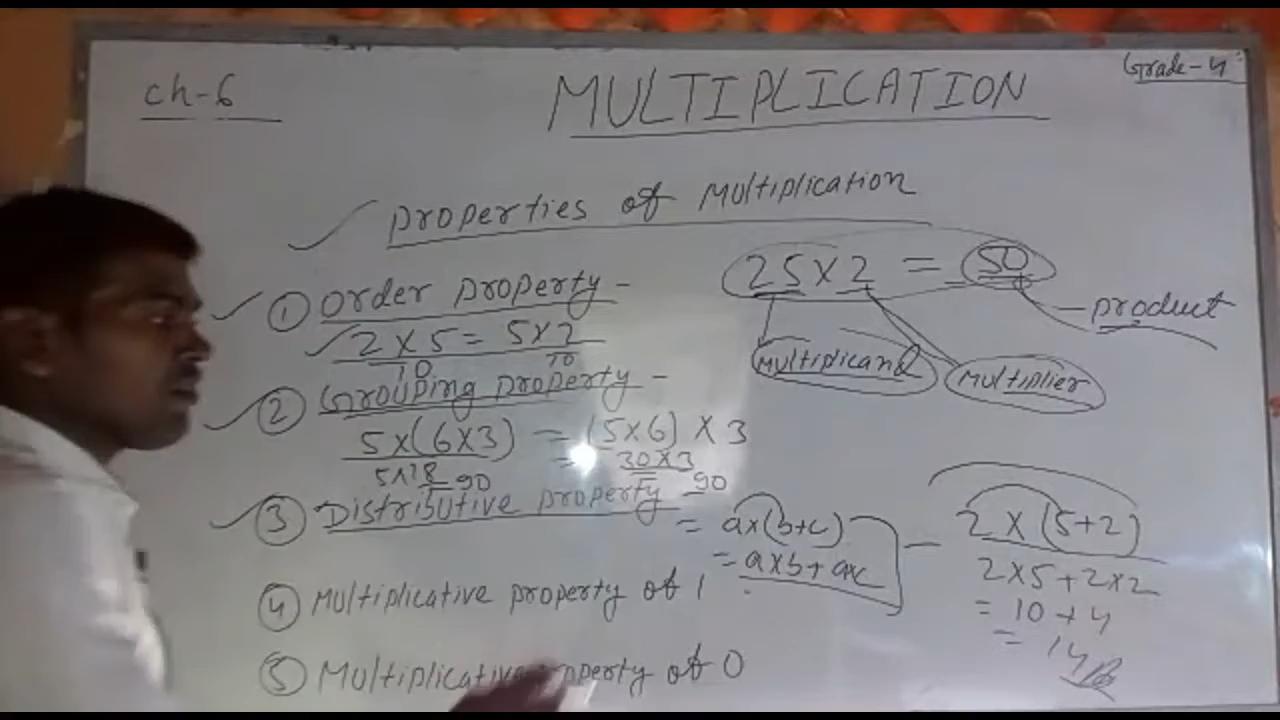 ch-6
MULTIPLICATION
Grade-4
Properties of Multiplication
① Order property -
2 X 5 = 5 X 2
10 10
25 X 2 = 50
product
Multiplicand
Multiplier
② Grouping property -
5 X (6 X 3) = (5 X 6) X 3
5 X 18 = 30 X 3
90 90
③ Distributive property -
= a x (b + c)
= a x b + a x c
2 X (5 + 2)
2 X 5 + 2 X 2
= 10 + 4
= 14
④ Multiplicative property of 1
⑤ Multiplicative property of 0